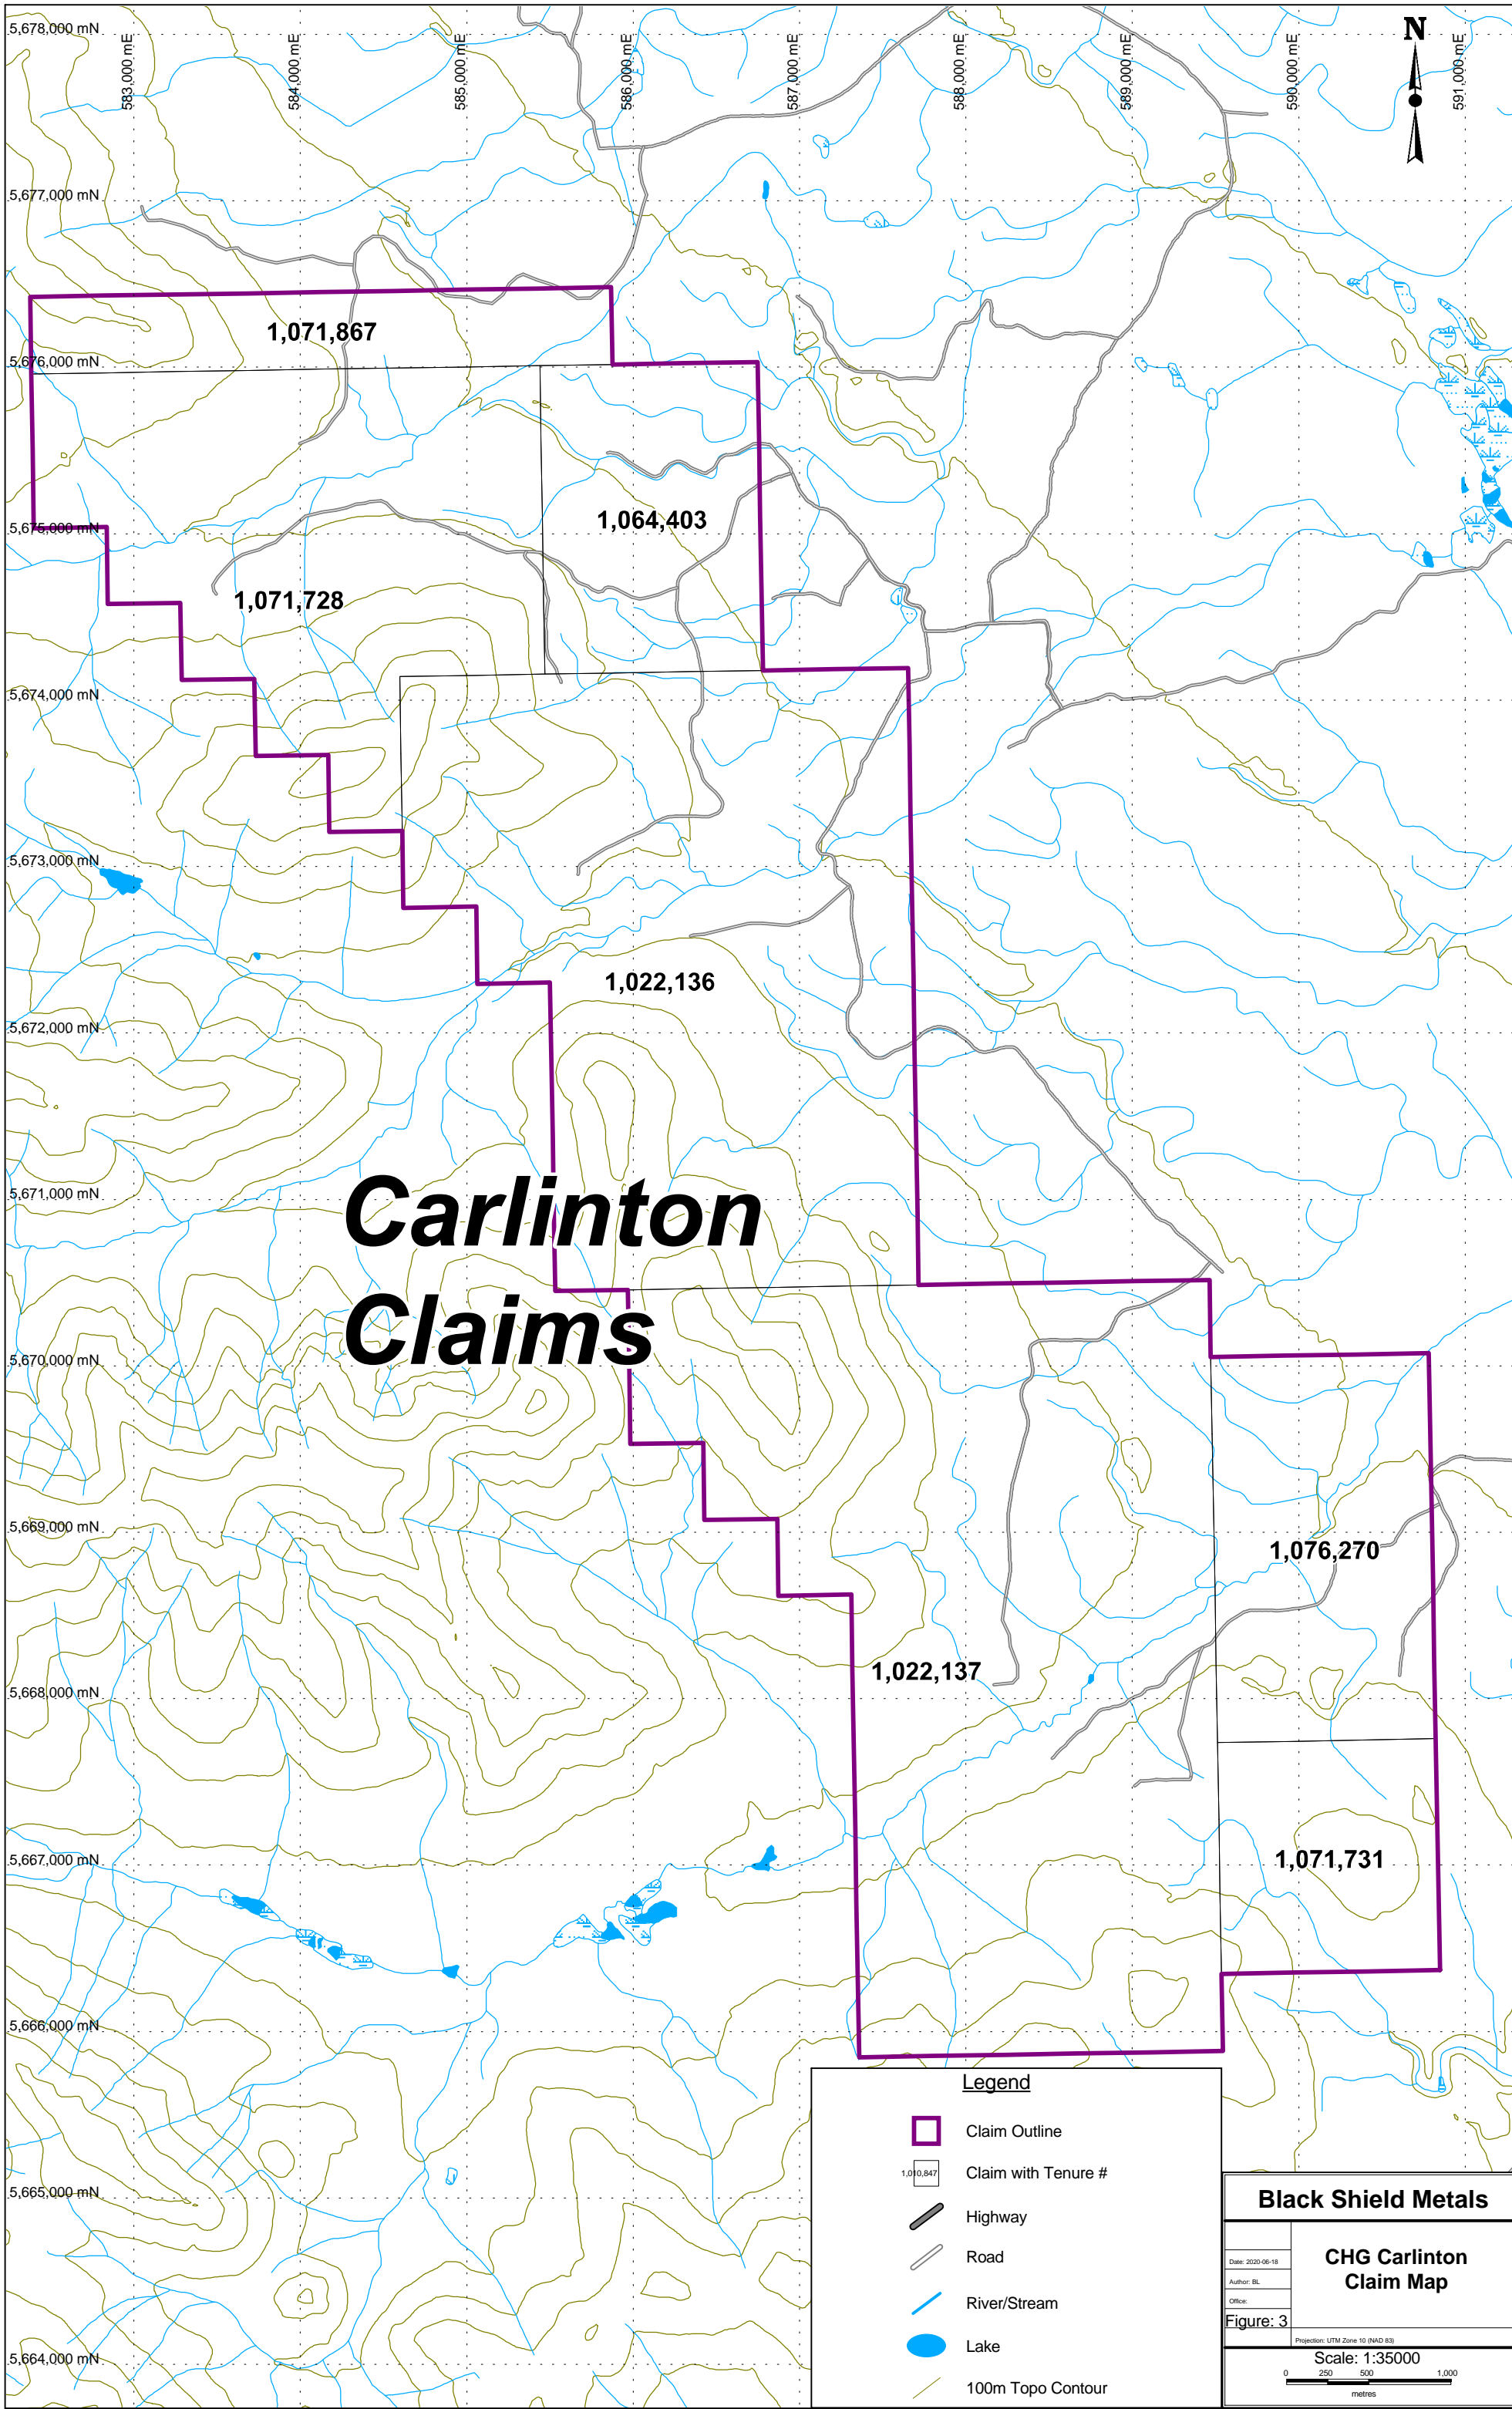 5,678,000 mN
583,000 mE
584,000 mE
585,000 mE
586,000 mE
587,000 mE
588,000 mE
589,000 mE
590,000 mE
591,000 mE
N
5,677,000 mN
1,071,867
5,676,000 mN
1,064,403
5,675,000 mN
1,071,728
5,674,000 mN
5,673,000 mN
1,022,136
5,672,000 mN
5,671,000 mN
Carlinton
Claims
5,670,000 mN
5,669,000 mN
1,076,270
1,022,137
5,668,000 mN
5,667,000 mN
1,071,731
5,666,000 mN
5,665,000 mN
5,664,000 mN
Legend
Claim Outline
1,010,847 Claim with Tenure #
Highway
Road
River/Stream
Lake
100m Topo Contour
Black Shield Metals
CHG Carlinton
Claim Map
Date: 2020-06-18
Author: BL
Office:
Figure: 3
Projection: UTM Zone 10 (NAD 83)
Scale: 1:35000
0 250 500 1,000
metres